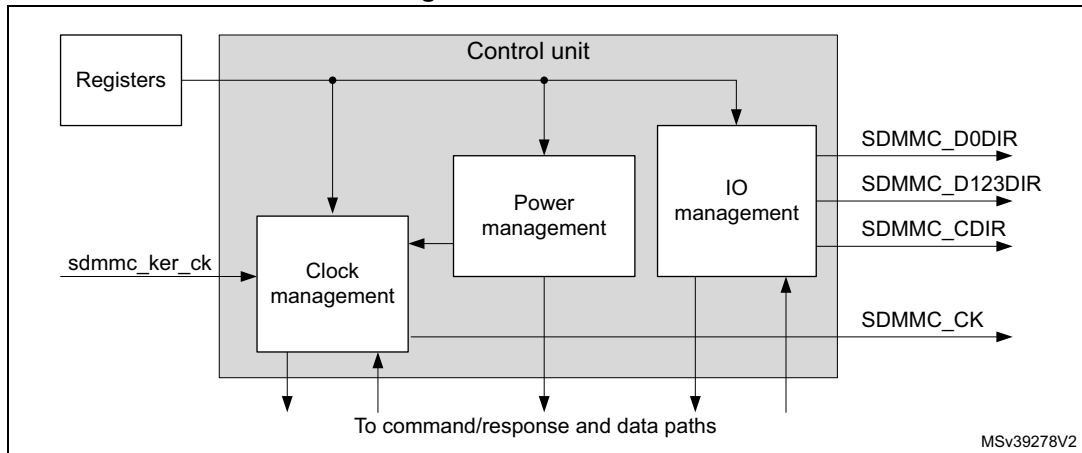 Control unit
Registers
SDMMC_D0DIR
IO
management
Power
management
SDMMC_D123DIR
SDMMC_CDIR
sdmmc_ker_ck
Clock
management
SDMMC_CK
To command/response and data paths
MSv39278V2